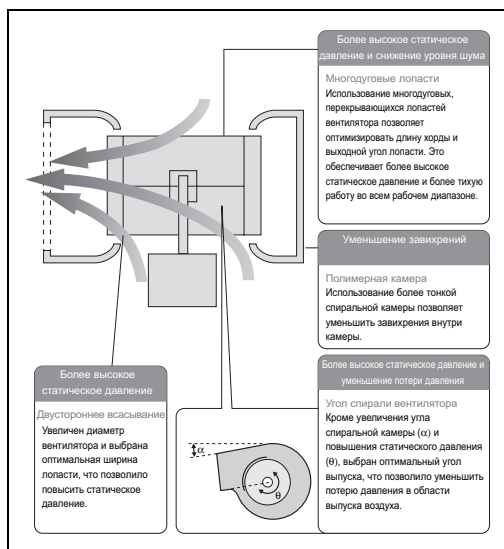 Более высокое статическое
давление и снижение уровня шума
Многодуговые лопасти
Использование многодуговых,
перекрывающихся лопастей
вентилятора позволяет
оптимизировать длину хорды и
выходной угол лопасти. Это
обеспечивает более высокое
статическое давление и более тихую
работу во всем рабочем диапазоне.
Уменьшение завихрений
Полимерная камера
Использование более тонкой
спиральной камеры позволяет
уменьшить завихрения внутри
камеры.
Более высокое
статическое давление
Двустороннее всасывание
Увеличен диаметр
вентилятора и выбрана
оптимальная ширина
лопасти, что позволило
повысить статическое
давление.
α
θ
Более высокое статическое давление и
уменьшение потери давления
Угол спирали вентилятора
Кроме увеличения угла
спиральной камеры (α) и
повышения статического давления
(θ), выбран оптимальный угол
выпуска, что позволило уменьшить
потерю давления в области
выпуска воздуха.